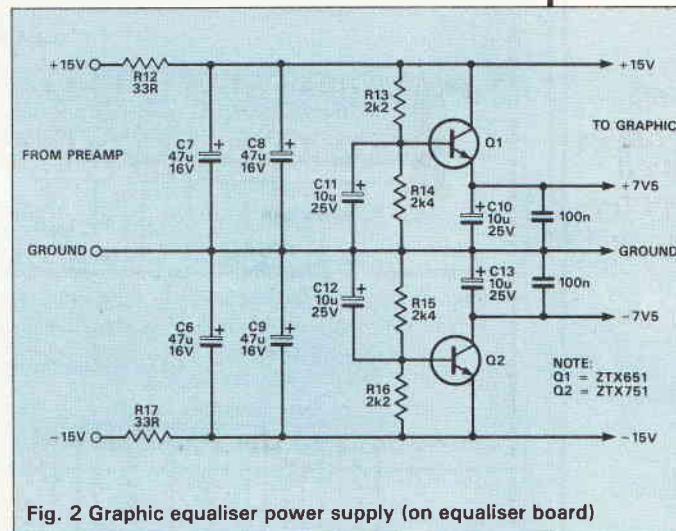 +15V
R12
33R
R13
2k2
+15V
TO GRAPHIC
FROM PREAMP
C7
47u
16V
C8
47u
16V
Q1
C11
10u
25V
R14
2k4
C10
10u
25V
+7V5
100n
GROUND
GROUND
C12
10u
25V
R15
2k4
C13
10u
25V
100n
-7V5
C6
47u
16V
C9
47u
16V
Q2
R16
2k2
NOTE:
Q1 = ZTX651
Q2 = ZTX751
-15V
R17
33R
-15V
Fig. 2 Graphic equaliser power supply (on equaliser board)